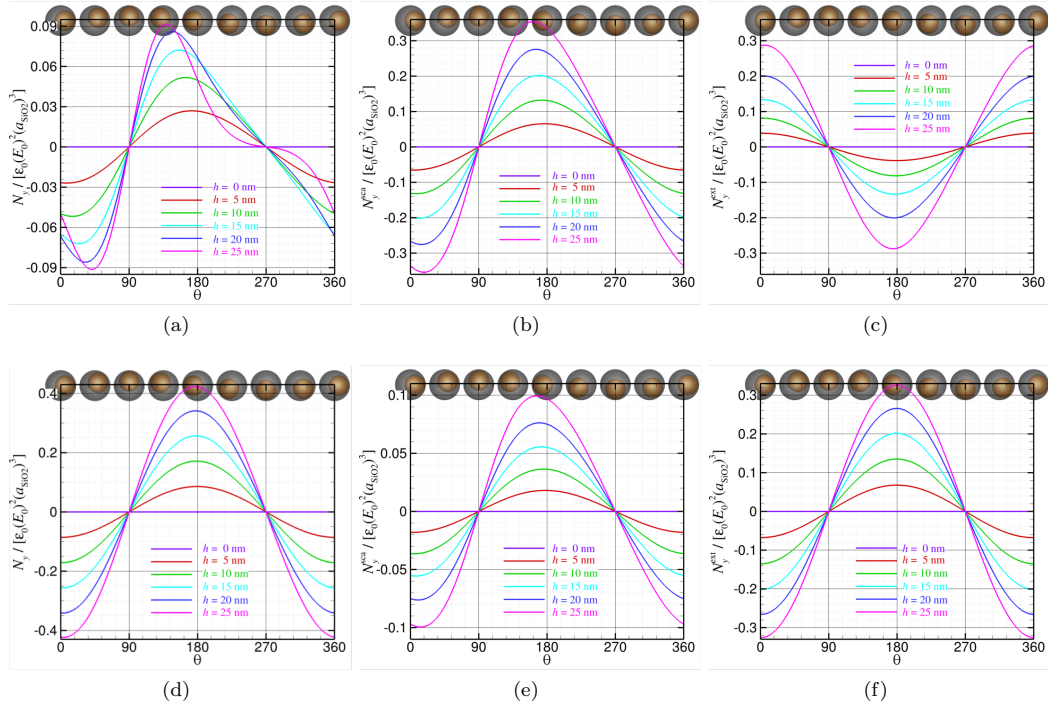 0.09
0.06
0.03
0
-0.03
-0.06
-0.09
N_y / [ε_0(E_0)^2(a_SiO2)^3]
h = 0 nm
h = 5 nm
h = 10 nm
h = 15 nm
h = 20 nm
h = 25 nm
0 90 180 270 360
θ
(a)
0.3
0.2
0.1
0
-0.1
-0.2
-0.3
N_y^sca / [ε_0(E_0)^2(a_SiO2)^3]
h = 0 nm
h = 5 nm
h = 10 nm
h = 15 nm
h = 20 nm
h = 25 nm
0 90 180 270 360
θ
(b)
0.3
0.2
0.1
0
-0.1
-0.2
-0.3
N_y^ext / [ε_0(E_0)^2(a_SiO2)^3]
h = 0 nm
h = 5 nm
h = 10 nm
h = 15 nm
h = 20 nm
h = 25 nm
0 90 180 270 360
θ
(c)
0.4
0.2
0
-0.2
-0.4
N_y / [ε_0(E_0)^2(a_SiO2)^3]
h = 0 nm
h = 5 nm
h = 10 nm
h = 15 nm
h = 20 nm
h = 25 nm
0 90 180 270 360
θ
(d)
0.1
0.05
0
-0.05
-0.1
N_y^sca / [ε_0(E_0)^2(a_SiO2)^3]
h = 0 nm
h = 5 nm
h = 10 nm
h = 15 nm
h = 20 nm
h = 25 nm
0 90 180 270 360
θ
(e)
0.3
0.2
0.1
0
-0.1
-0.2
-0.3
N_y^ext / [ε_0(E_0)^2(a_SiO2)^3]
h = 0 nm
h = 5 nm
h = 10 nm
h = 15 nm
h = 20 nm
h = 25 nm
0 90 180 270 360
θ
(f)